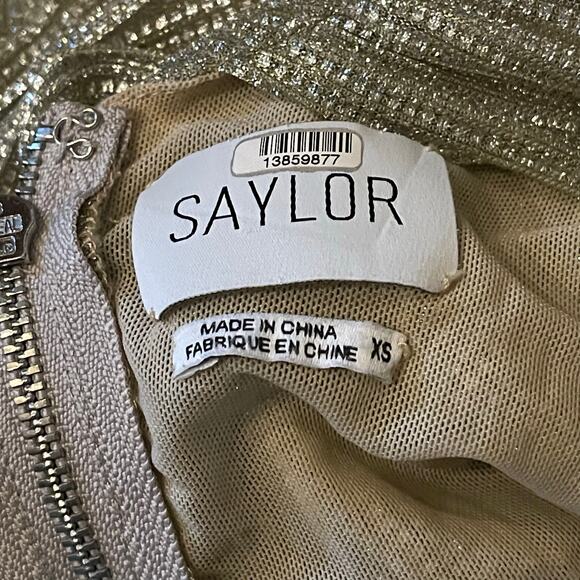 13859877
SAYLOR
MADE IN CHINA
FABRIQUE EN CHINE
XS